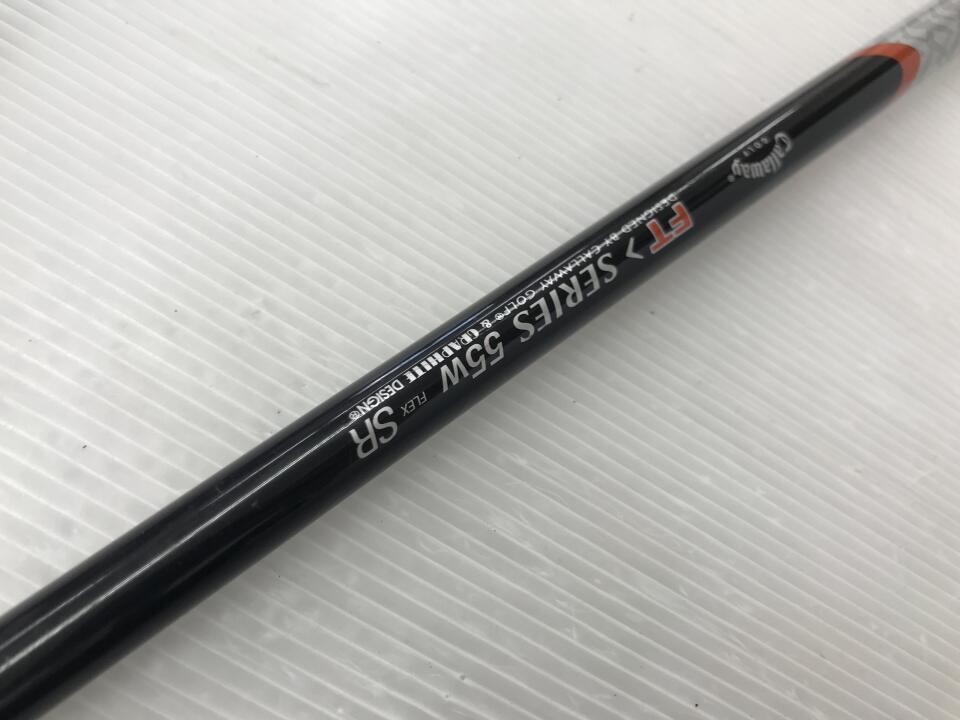 Callaway®
GOLF
FT > SERIES 55W FLEX SR
DESIGNED BY CALLAWAY GOLF® & GRAPHITE DESIGN®